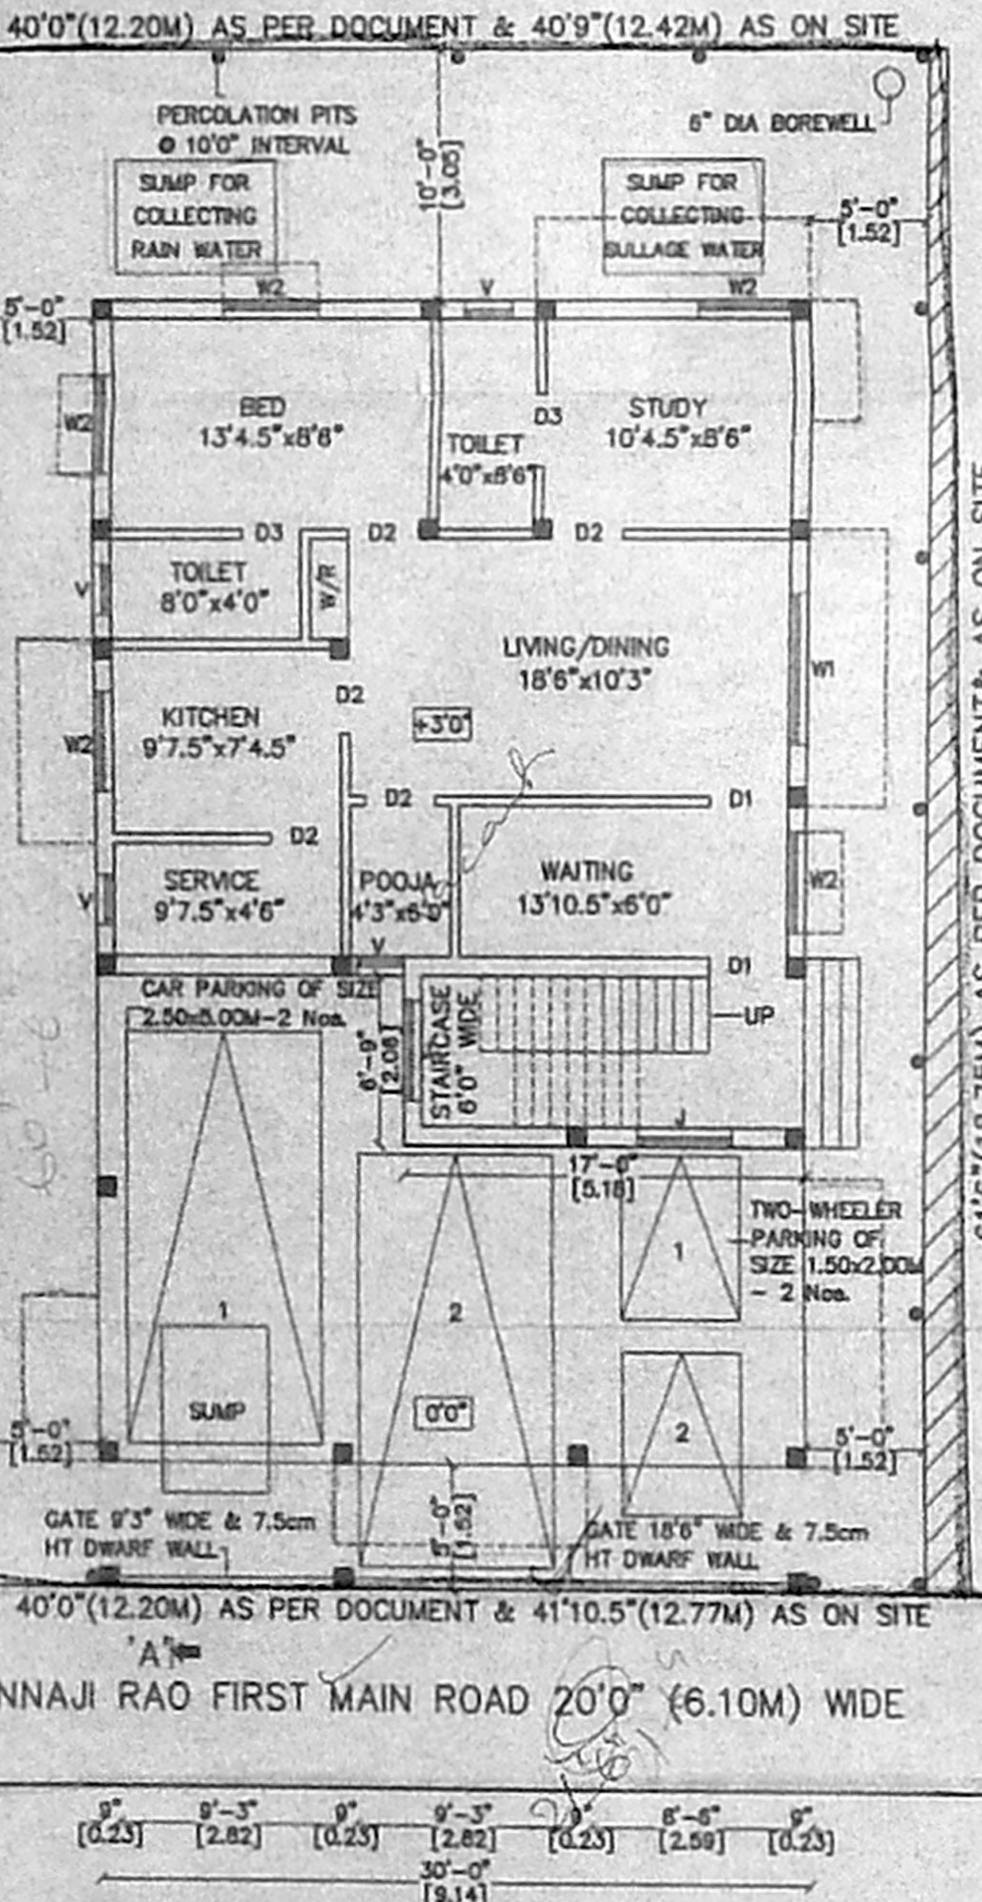 40'0"(12.20M) AS PER DOCUMENT & 40'9"(12.42M) AS ON SITE
PERCOLATION PITS
@ 10'0" INTERVAL
6" DIA BOREWELL
10'-0"
[3.05]
SUMP FOR
COLLECTING
RAIN WATER
SUMP FOR
COLLECTING
SULLAGE WATER
5'-0"
[1.52]
5'-0"
[1.52]
W2
V
W2
W2
BED
13'4.5"x8'6"
TOILET
4'0"x8'6"
D3
STUDY
10'4.5"x8'6"
D3
D2
D2
V
TOILET
8'0"x4'0"
W/R
LIVING/DINING
18'6"x10'3"
W1
D2
KITCHEN
9'7.5"x7'4.5"
W2
+3'0"
D2
D1
D2
SERVICE
9'7.5"x4'6"
V
POOJA
4'3"x6'0"
WAITING
13'10.5"x6'0"
W2
V
D1
CAR PARKING OF SIZE
2.50x5.00M-2 Nos.
6'-9"
[2.06]
STAIRCASE
6'0" WIDE
UP
17'-0"
[5.18]
TWO-WHEELER
PARKING OF
SIZE 1.50x2.00M
- 2 Nos.
1
2
1
2
SUMP
0'0"
5'-0"
[1.52]
5'-0"
[1.52]
5'-0"
[1.52]
GATE 9'3" WIDE & 7.5cm
HT DWARF WALL
GATE 18'6" WIDE & 7.5cm
HT DWARF WALL
AS PER DOCUMENT & AS ON SITE
40'0"(12.20M) AS PER DOCUMENT & 41'10.5"(12.77M) AS ON SITE
'A'
NNAJI RAO FIRST MAIN ROAD 20'0" (6.10M) WIDE
9" 9'-3" 9" 9'-3" 9" 8'-6" 9"
[0.23] [2.82] [0.23] [2.82] [0.23] [2.59] [0.23]
30'-0"
[9.14]